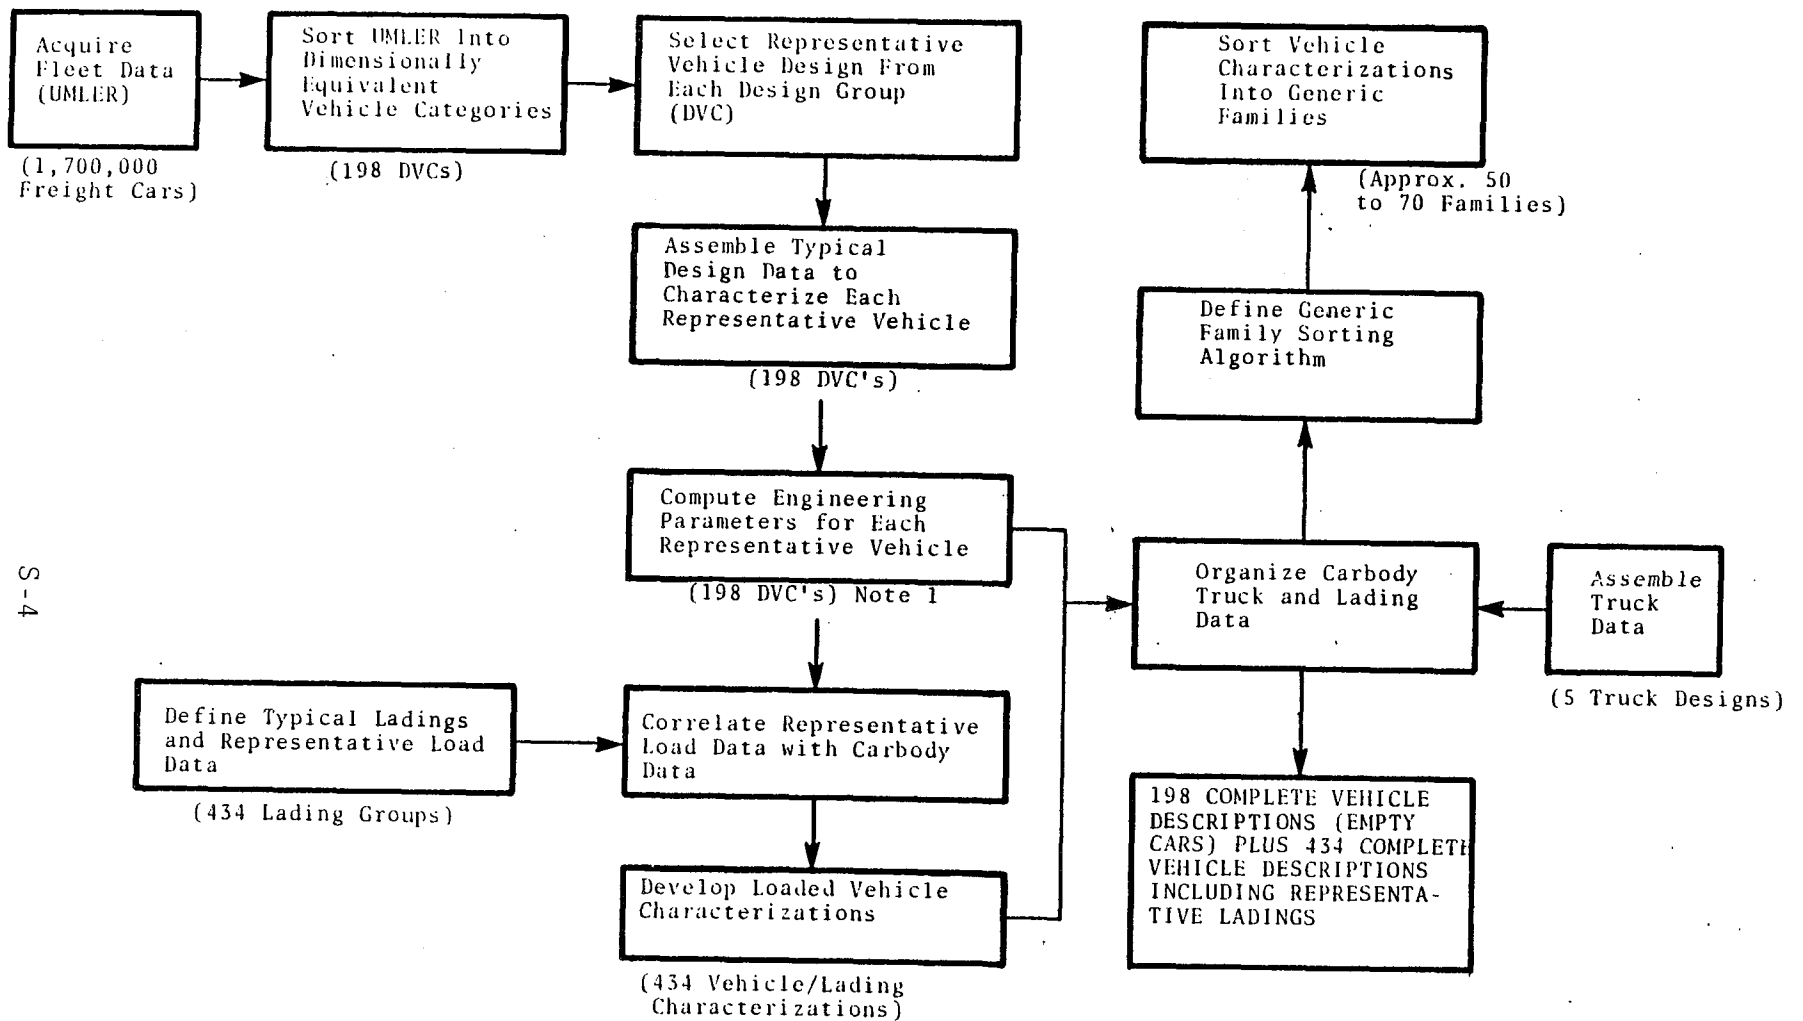 Acquire
Fleet Data
(UMLER)
(1,700,000
Freight Cars)
Sort UMLER Into
Dimensionally
Equivalent
Vehicle Categories
(198 DVCs)
Select Representative
Vehicle Design From
Each Design Group
(DVC)
Assemble Typical
Design Data to
Characterize Each
Representative Vehicle
(198 DVC's)
Compute Engineering
Parameters for Each
Representative Vehicle
(198 DVC's) Note 1
Define Typical Ladings
and Representative Load
Data
(434 Lading Groups)
Correlate Representative
Load Data with Carbody
Data
Develop Loaded Vehicle
Characterizations
(434 Vehicle/Lading
Characterizations)
Sort Vehicle
Characterizations
Into Generic
Families
(Approx. 50
to 70 Families)
Define Generic
Family Sorting
Algorithm
Organize Carbody
Truck and Lading
Data
Assemble
Truck
Data
(5 Truck Designs)
198 COMPLETE VEHICLE
DESCRIPTIONS (EMPTY
CARS) PLUS 434 COMPLETE
VEHICLE DESCRIPTIONS
INCLUDING REPRESENTA-
TIVE LADINGS
S-4